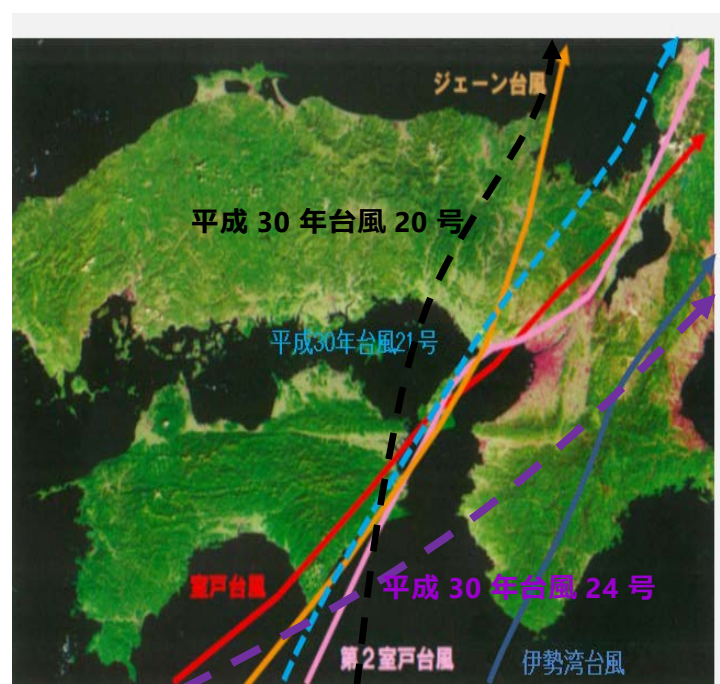 ジェーン台風
平成 30 年台風 20 号
平成30年台風21号
室戸台風
平成 30 年台風 24 号
第2室戸台風
伊勢湾台風